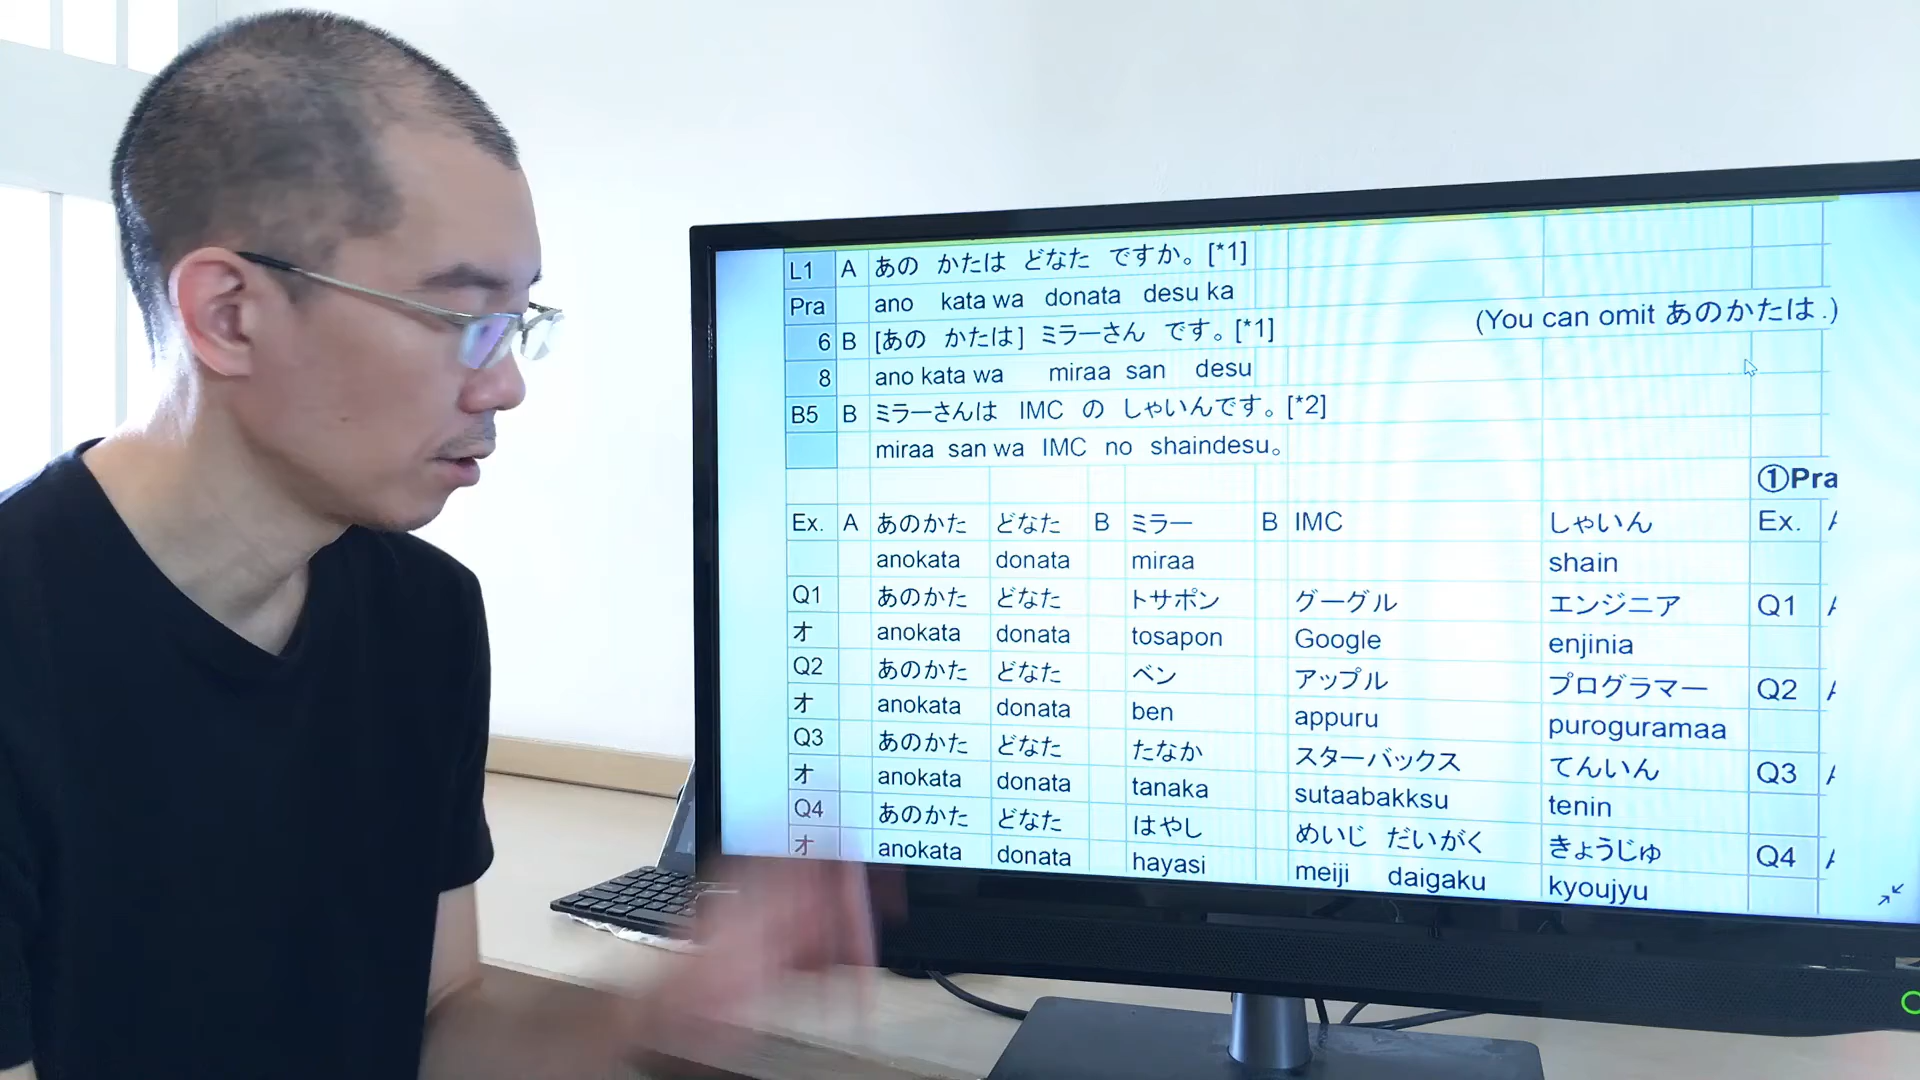 L1 A あの かたは どなた ですか。[*1]
Pra ano kata wa donata desu ka
(You can omit あのかたは.)
6 B [あの かたは] ミラーさん です。[*1]
8 ano kata wa miraa san desu
B5 B ミラーさんは IMC の しゃいんです。[*2]
miraa san wa IMC no shaindesu。
①Pra
Ex. A あのかた どなた B ミラー B IMC しゃいん Ex.
anokata donata miraa shain
Q1 あのかた どなた トサポン グーグル エンジニア Q1
オ anokata donata tosapon Google enjinia
Q2 あのかた どなた ベン アップル プログラマー Q2
オ anokata donata ben appuru puroguramaa
Q3 あのかた どなた たなか スターバックス てんいん Q3
オ anokata donata tanaka sutaabakksu tenin
Q4 あのかた どなた はやし めいじ だいがく きょうじゅ Q4
オ anokata donata hayasi meiji daigaku kyoujyu